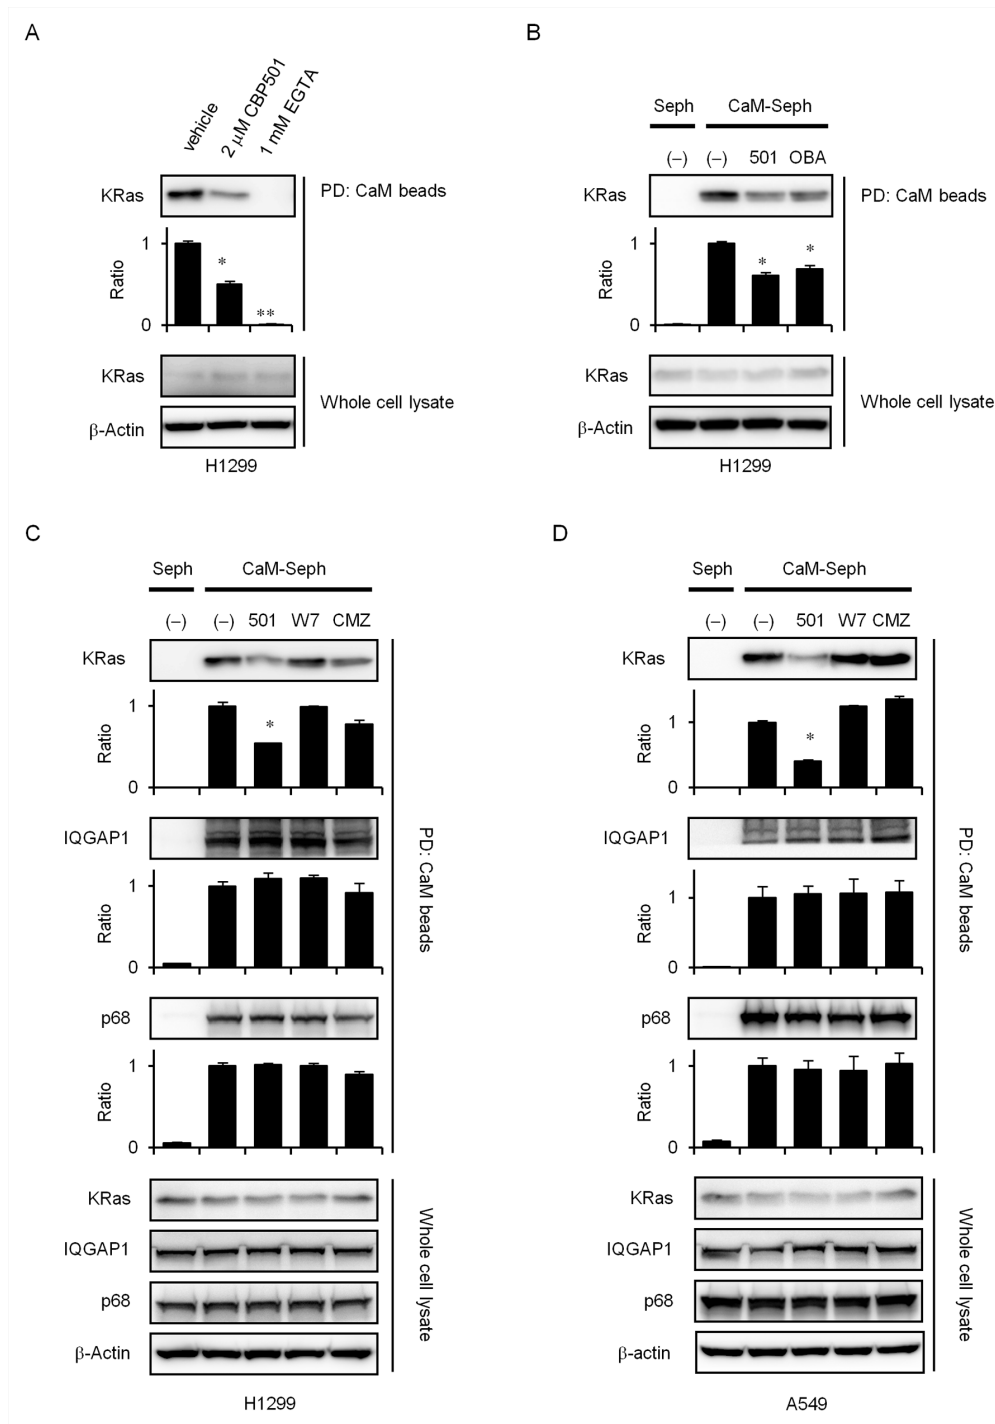 A
vehicle
2 μM CBP501
1 mM EGTA
KRas
PD: CaM beads
1
Ratio
0
**
*
KRas
Whole cell lysate
β-Actin
H1299
B
Seph CaM-Seph
(–) (–) 501 OBA
KRas
PD: CaM beads
1
Ratio
0
* *
KRas
Whole cell lysate
β-Actin
H1299
C
Seph CaM-Seph
(–) (–) 501 W7 CMZ
KRas
1
Ratio
0
*
IQGAP1
1
Ratio
0
p68
1
Ratio
0
PD: CaM beads
KRas
IQGAP1
p68
β-Actin
Whole cell lysate
H1299
D
Seph CaM-Seph
(–) (–) 501 W7 CMZ
KRas
1
Ratio
0
*
IQGAP1
1
Ratio
0
p68
1
Ratio
0
PD: CaM beads
KRas
IQGAP1
p68
β-actin
Whole cell lysate
A549